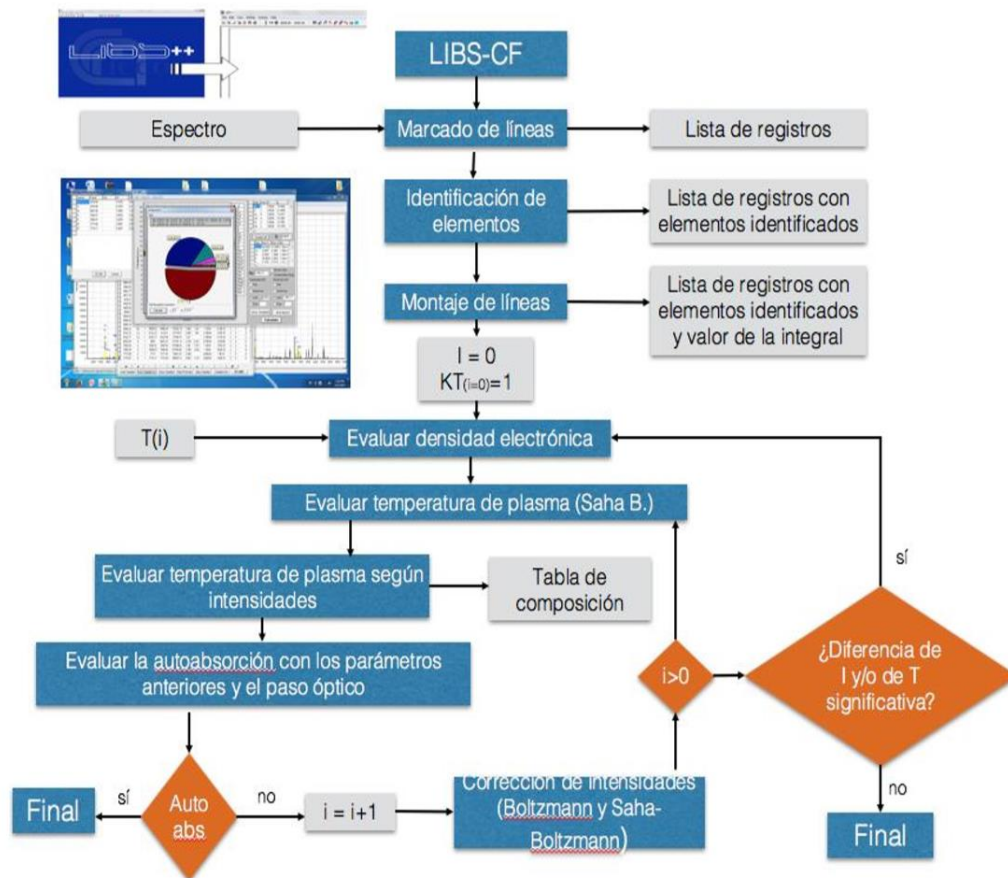 LIBS++
LIBS-CF
Espectro
Marcado de líneas
Lista de registros
Identificación de
elementos
Lista de registros con
elementos identificados
Montaje de líneas
Lista de registros con
elementos identificados
y valor de la integral
I = 0
KT(i=0)=1
T(i)
Evaluar densidad electrónica
Evaluar temperatura de plasma (Saha B.)
Evaluar temperatura de plasma según
intensidades
Tabla de
composición
sí
Evaluar la autoabsorción con los parámetros
anteriores y el paso óptico
i>0
¿Diferencia de
I y/o de T
significativa?
Final
sí
Auto
abs
no
i = i+1
Corrección de intensidades
(Boltzmann y Saha-
Boltzmann)
no
Final